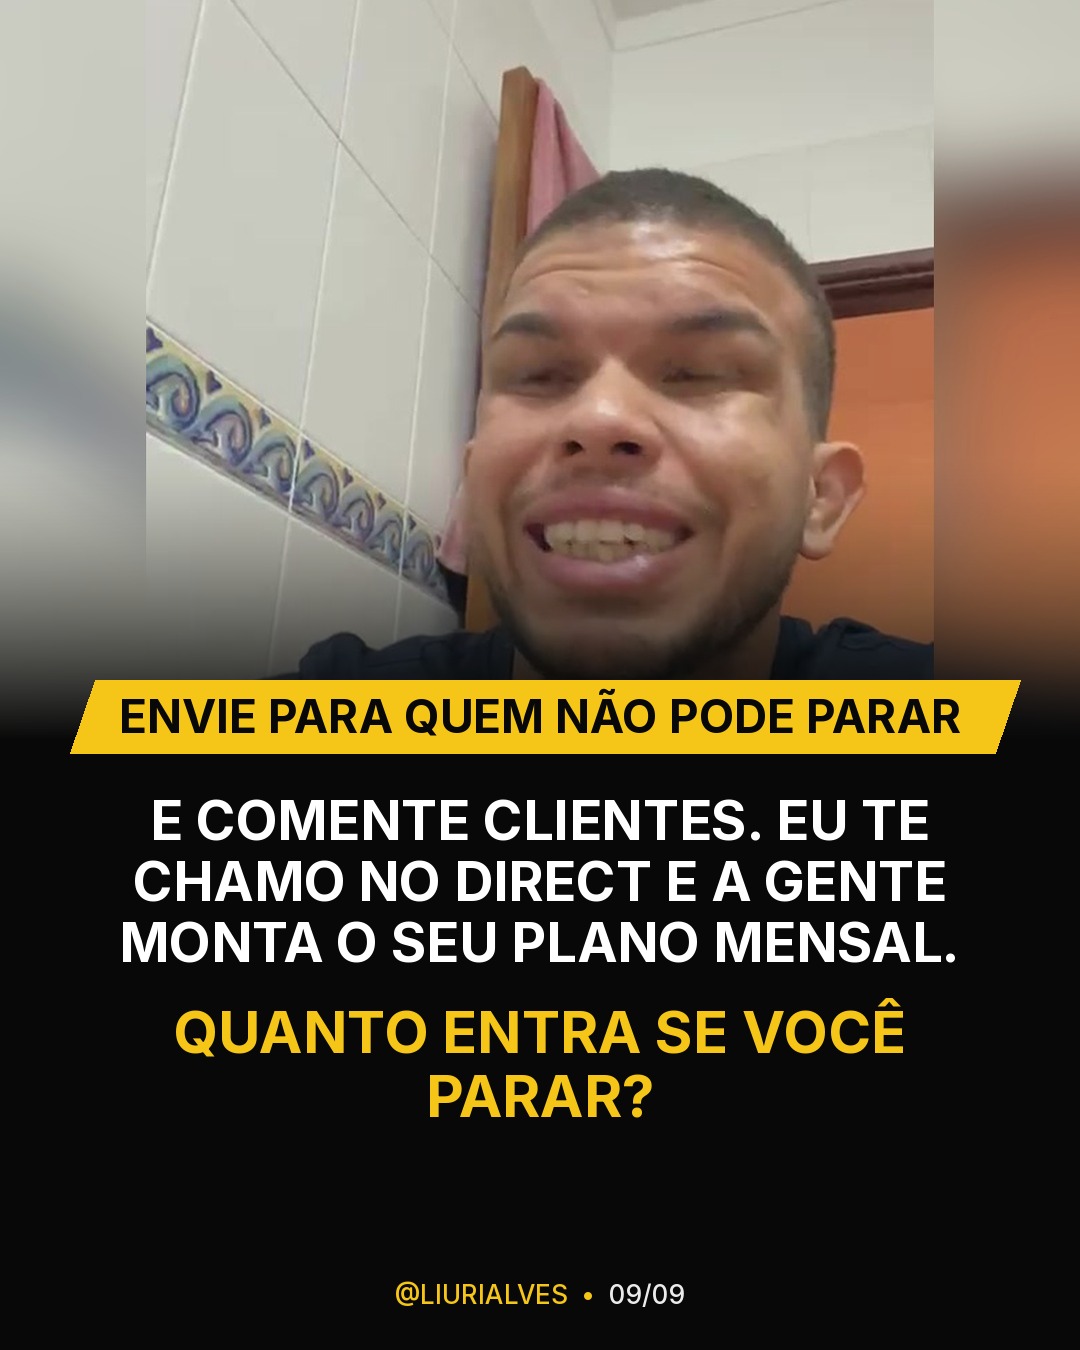 ENVIE PARA QUEM NÃO PODE PARAR
E COMENTE CLIENTES. EU TE
CHAMO NO DIRECT E A GENTE
MONTA O SEU PLANO MENSAL.
QUANTO ENTRA SE VOCÊ
PARAR?
@LIURIALVES • 09/09